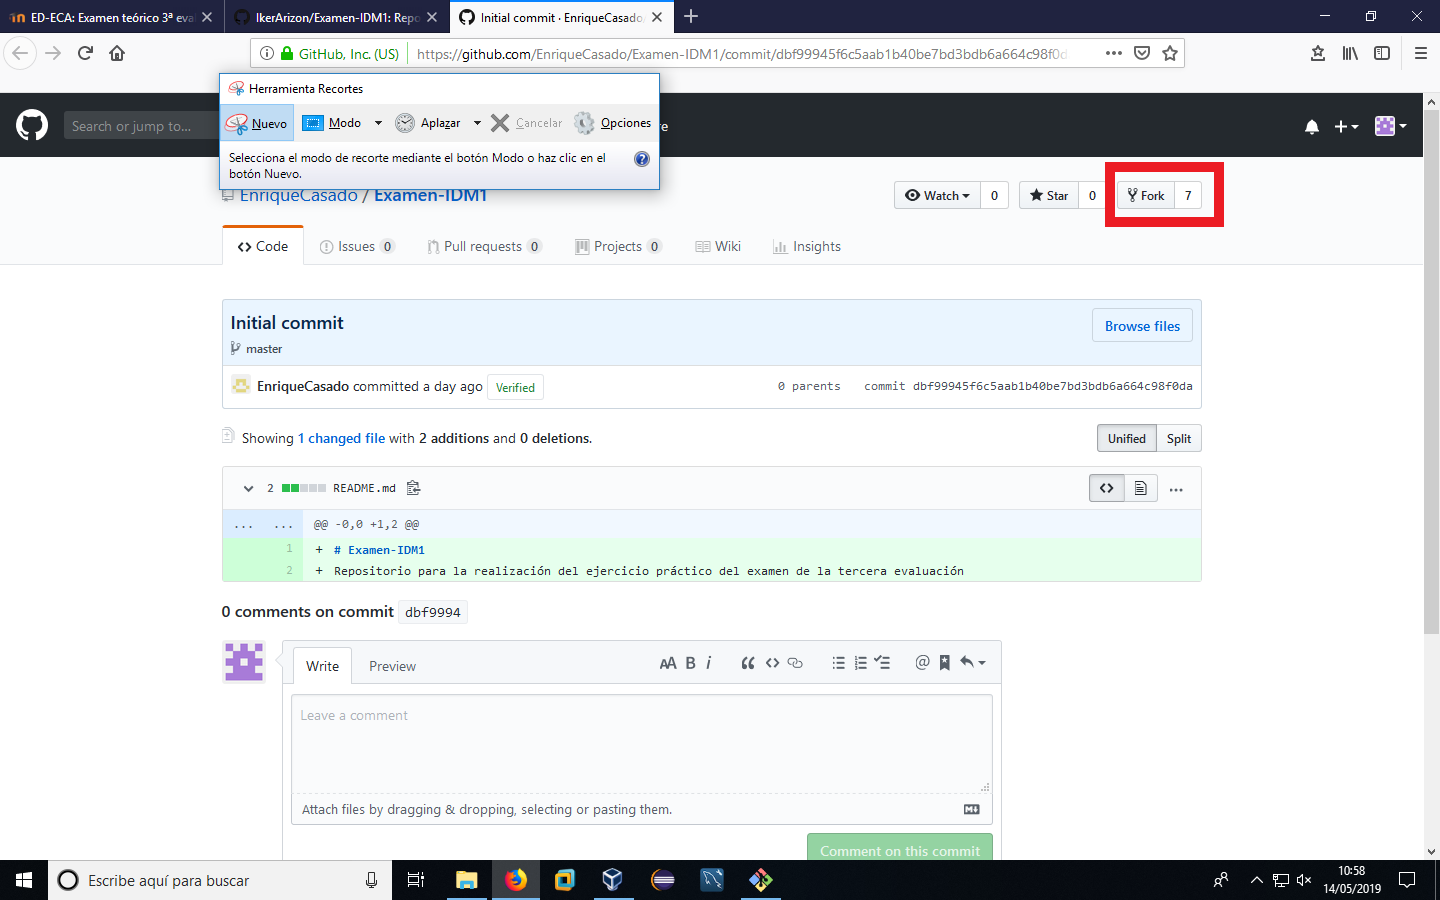 ED-ECA: Examen teórico 3ª eval
IkerArizon/Examen-IDM1: Repo
Initial commit · EnriqueCasado/
GitHub, Inc. (US)
https://github.com/EnriqueCasado/Examen-IDM1/commit/dbf99945f6c5aab1b40be7bd3bdb6a664c98f0d
Herramienta Recortes
Search or jump to...
Nuevo
Modo
Aplazar
Cancelar
Opciones
re
Selecciona el modo de recorte mediante el botón Modo o haz clic en el
botón Nuevo.
EnriqueCasado / Examen-IDM1
Watch 0
Star 0
Fork 7
Code
Issues 0
Pull requests 0
Projects 0
Wiki
Insights
Initial commit
Browse files
master
EnriqueCasado committed a day ago Verified
0 parents commit dbf99945f6c5aab1b40be7bd3bdb6a664c98f0da
Showing 1 changed file with 2 additions and 0 deletions.
Unified Split
2 README.md
... ... @@ -0,0 +1,2 @@
1 + # Examen-IDM1
2 + Repositorio para la realización del ejercicio práctico del examen de la tercera evaluación
0 comments on commit dbf9994
Write Preview
AA B i
Leave a comment
Attach files by dragging & dropping, selecting or pasting them.
Comment on this commit
Escribe aquí para buscar
10:58
14/05/2019